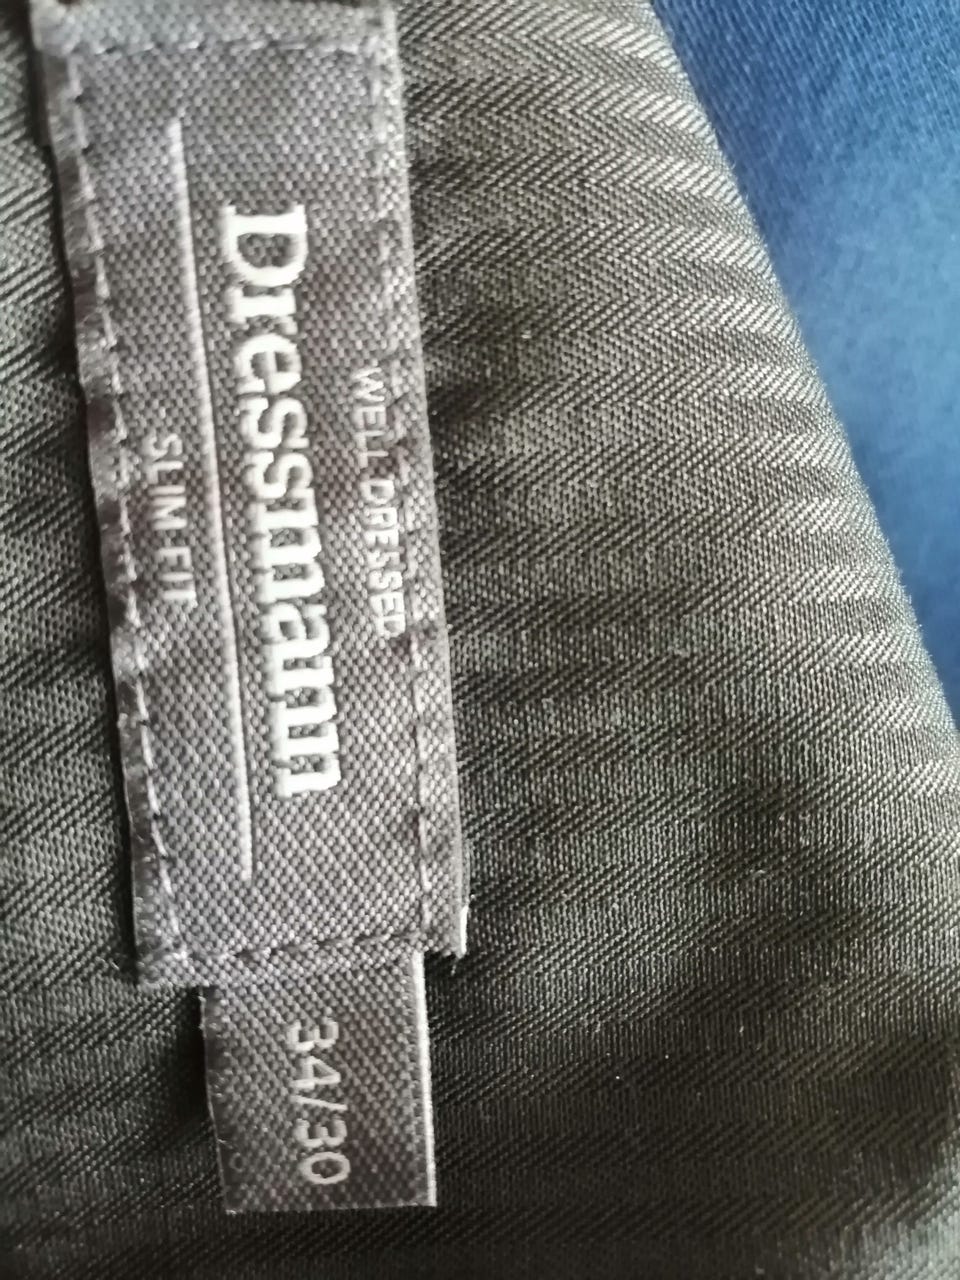 WELL DRESSED
Dressmann
SLIM FIT
34/30